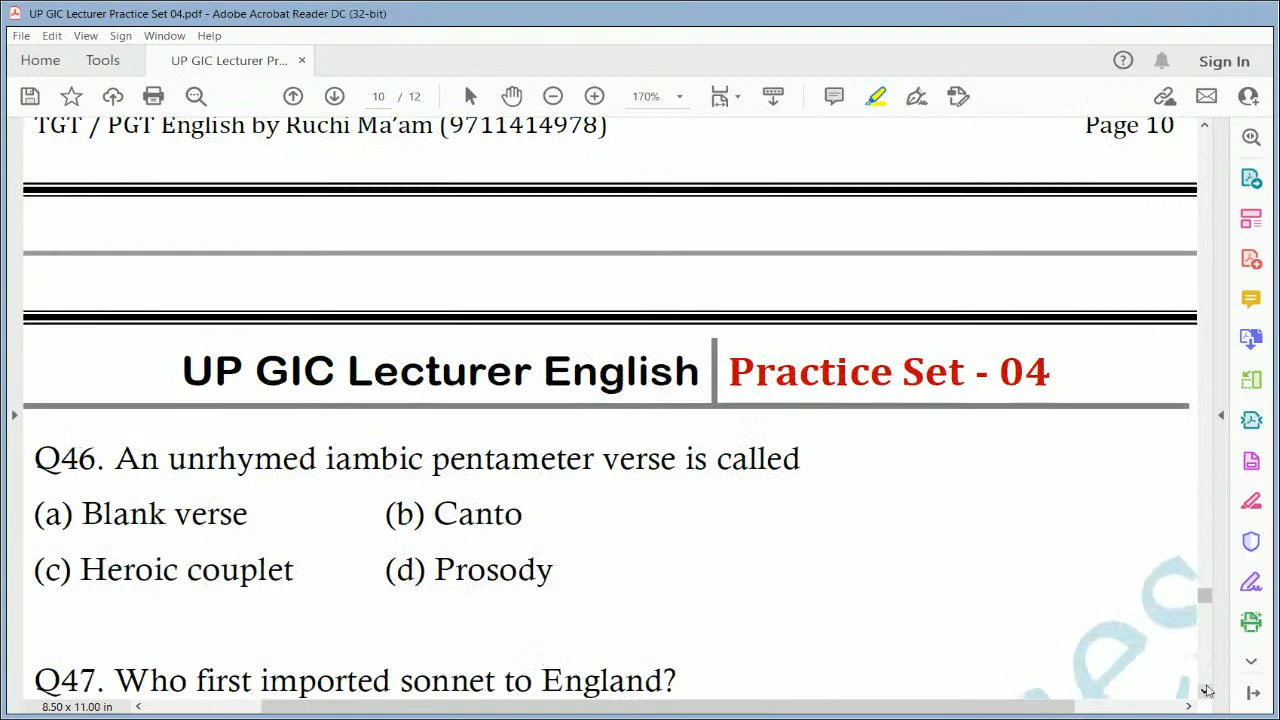 UP GIC Lecturer Practice Set 04.pdf - Adobe Acrobat Reader DC (32-bit)
File Edit View Sign Window Help
Home Tools UP GIC Lecturer Pr... × Sign In
10 / 12 170%
TGT / PGT English by Ruchi Ma'am (9711414978) Page 10
UP GIC Lecturer English Practice Set - 04
Q46. An unrhymed iambic pentameter verse is called
(a) Blank verse (b) Canto
(c) Heroic couplet (d) Prosody
Q47. Who first imported sonnet to England?
8.50 x 11.00 in